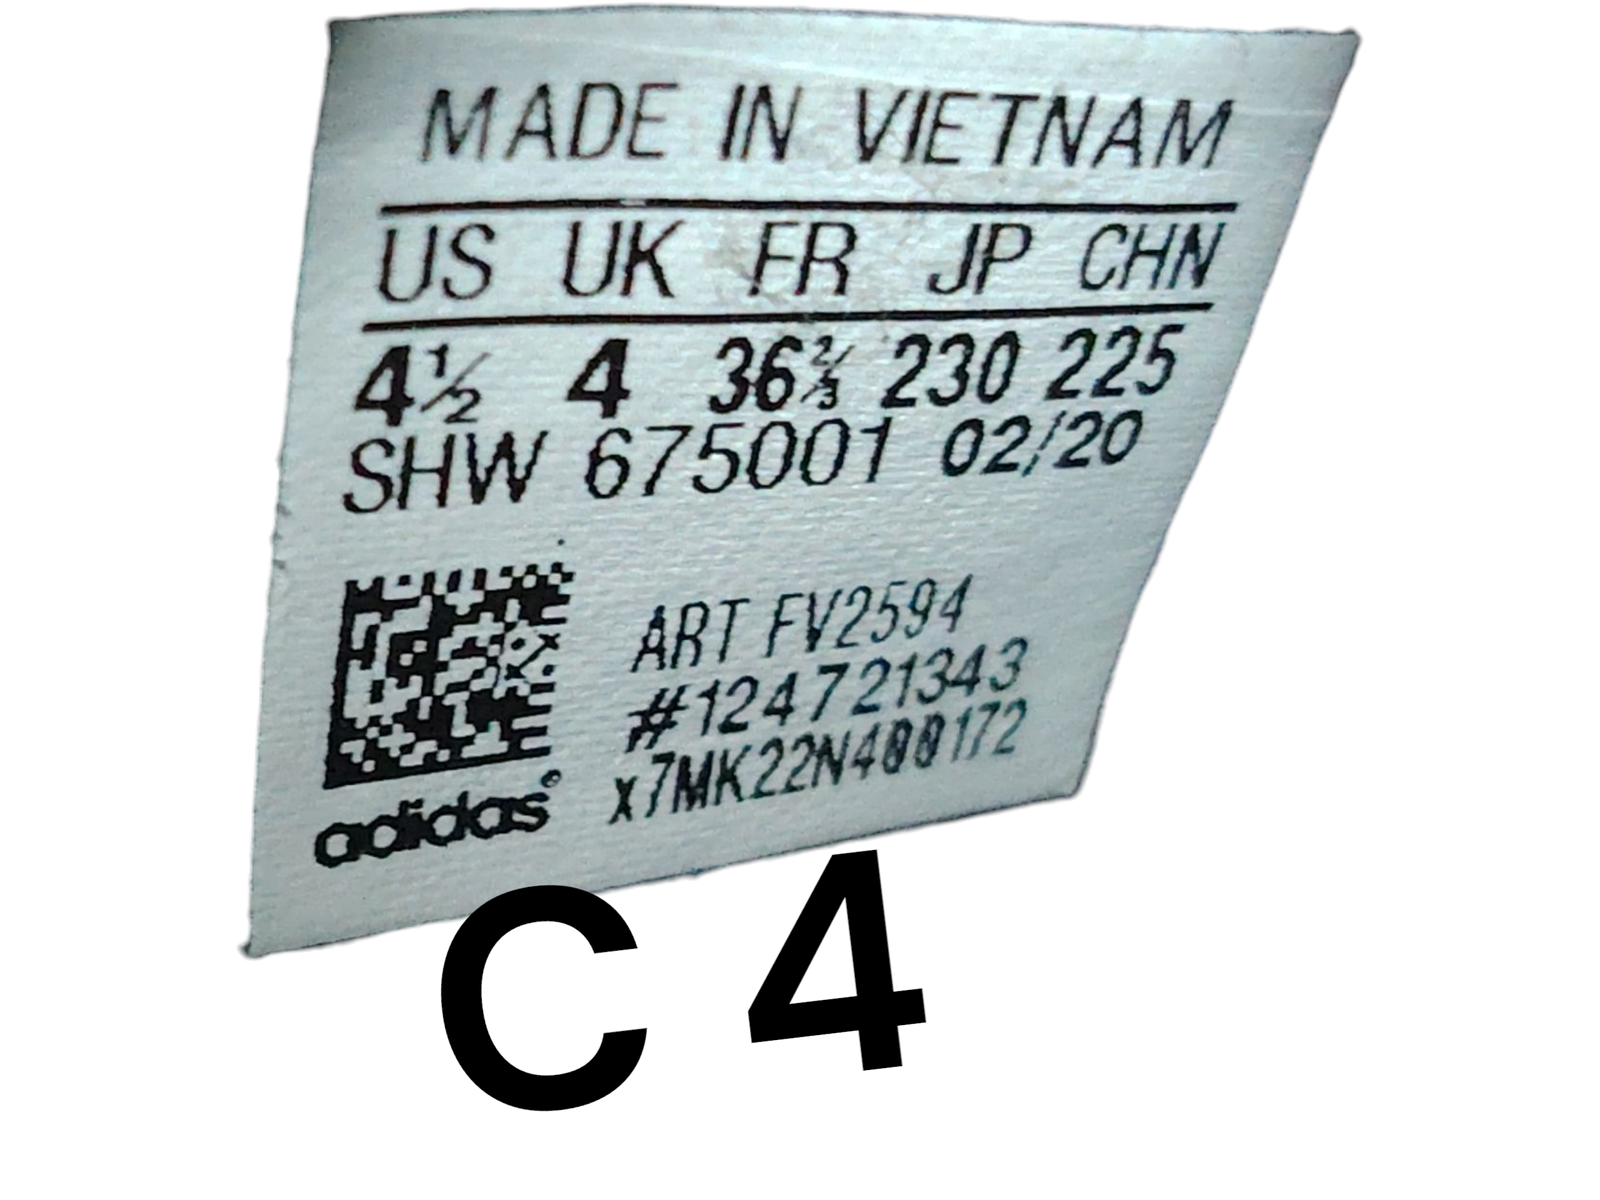 MADE IN VIETNAM
US UK FR JP CHN
4½ 4 36⅔ 230 225
SHW 675001 02/20
ART FV2594
#124721343
x7MK22N400172
adidas®
C 4